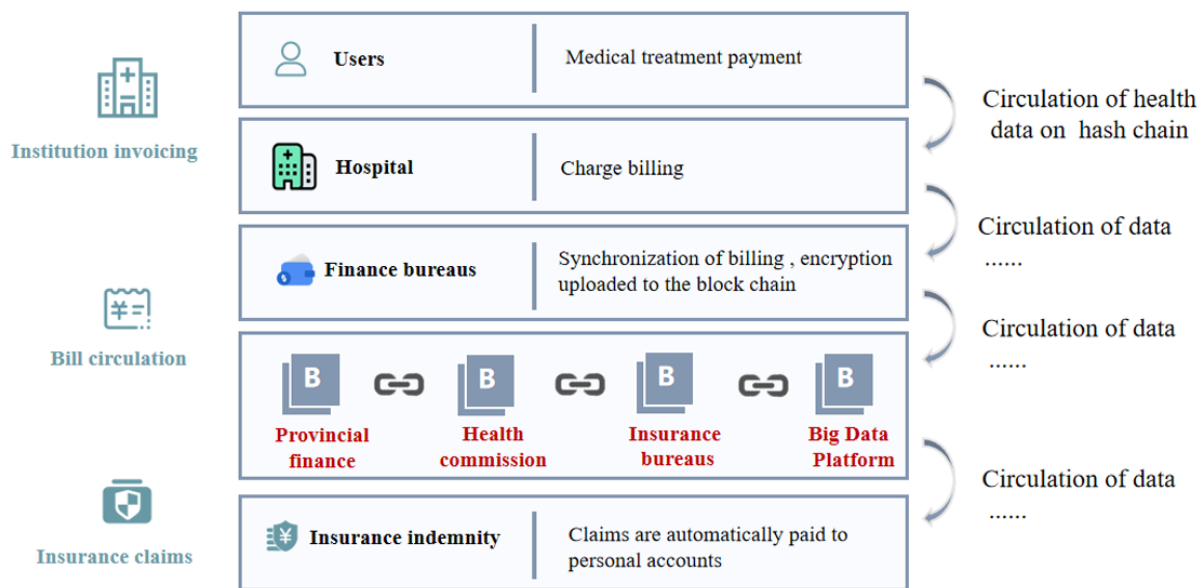 Users
Medical treatment payment
Institution invoicing
Circulation of health
data on hash chain
Hospital
Charge billing
Circulation of data
......
Finance bureaus
Synchronization of billing , encryption
uploaded to the block chain
Bill circulation
Circulation of data
......
B
B
B
B
Provincial
finance
Health
commission
Insurance
bureaus
Big Data
Platform
Circulation of data
......
Insurance claims
Insurance indemnity
Claims are automatically paid to
personal accounts